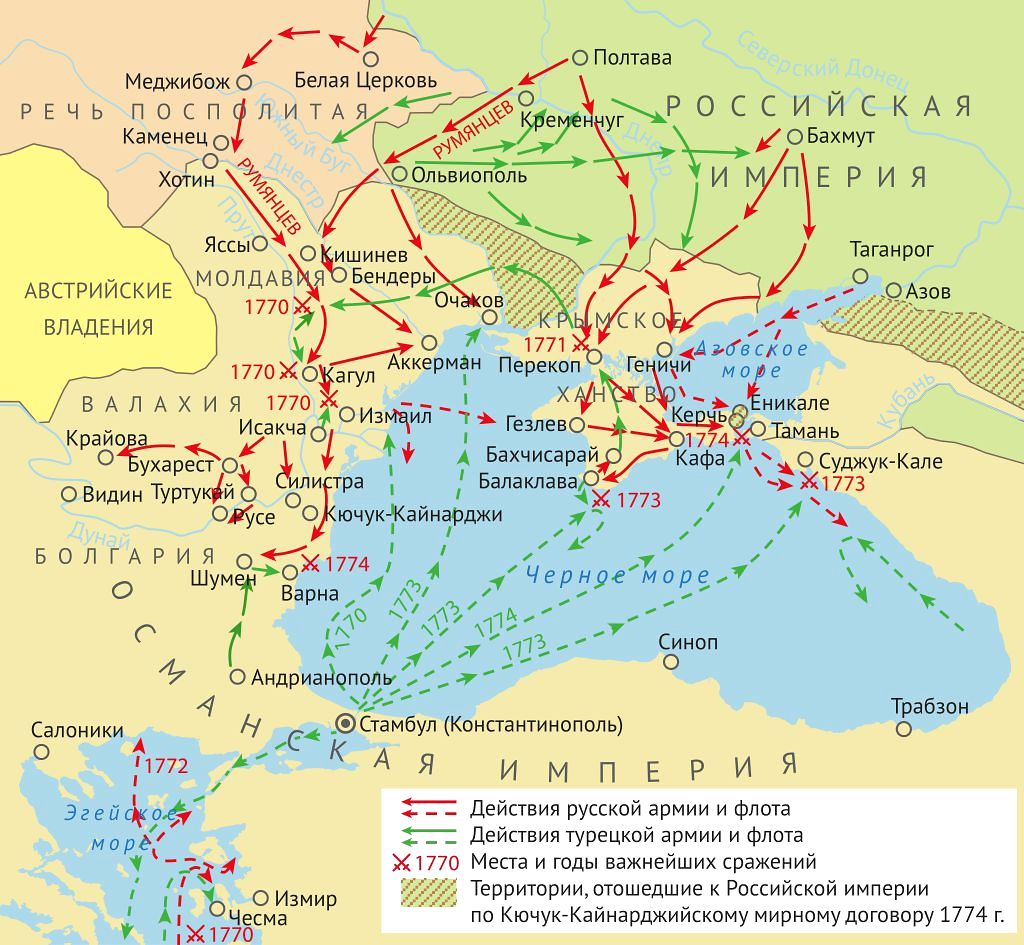 Полтава
Белая Церковь
Меджибож
Северский Донец
РЕЧЬ ПОСПОЛИТАЯ
РОССИЙСКАЯ
Кременчуг
РУМЯНЦЕВ
Южный Буг
Днепр
Каменец
Бахмут
Хотин
РУМЯНЦЕВ
Днестр
Ольвиополь
ИМПЕРИЯ
Прут
Яссы
Кишинев
Таганрог
МОЛДАВИЯ
Бендеры
Азов
АВСТРИЙСКИЕ
ВЛАДЕНИЯ
1770
Очаков
КРЫМСКОЕ
1771
Аккерман
Перекоп
Геничи
Азовское
море
1770
Кагул
ХАНСТВО
Кубань
ВАЛАХИЯ
1770
Измаил
Исакча
Гезлев
Керчь
Еникале
1774
Тамань
Крайова
Бухарест
Бахчисарай
Кафа
Суджук-Кале
Видин
Туртукай
Силистра
Балаклава
1773
1773
Русе
Кючук-Кайнарджи
Дунай
БОЛГАРИЯ
Шумен
1774
Варна
Черное море
1770
1773
1773
1774
1773
Синоп
Андрианополь
Трабзон
Стамбул (Константинополь)
ОСМАНСКАЯ ИМПЕРИЯ
Салоники
1772
Эгейское
море
Измир
Чесма
1770
Действия русской армии и флота
Действия турецкой армии и флота
1770 Места и годы важнейших сражений
Территории, отошедшие к Российской империи
по Кючук-Кайнарджийскому мирному договору 1774 г.